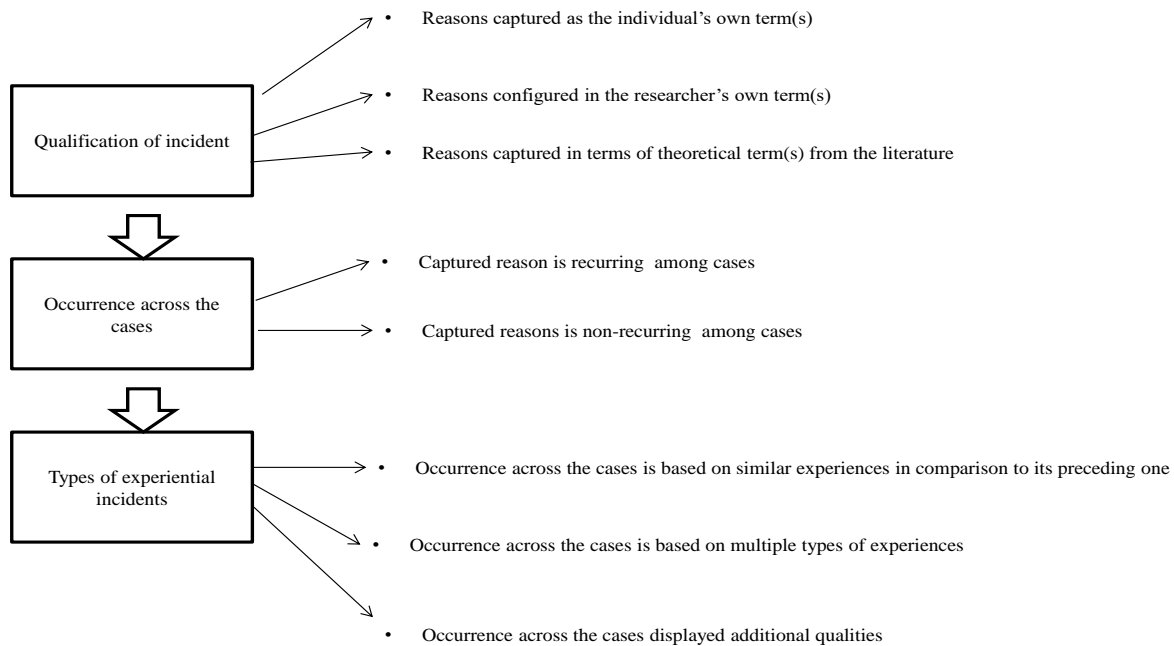 • Reasons captured as the individual's own term(s)
Qualification of incident
• Reasons configured in the researcher's own term(s)
• Reasons captured in terms of theoretical term(s) from the literature
Occurrence across the
cases
• Captured reason is recurring among cases
• Captured reasons is non-recurring among cases
Types of experiential
incidents
• Occurrence across the cases is based on similar experiences in comparison to its preceding one
• Occurrence across the cases is based on multiple types of experiences
• Occurrence across the cases displayed additional qualities